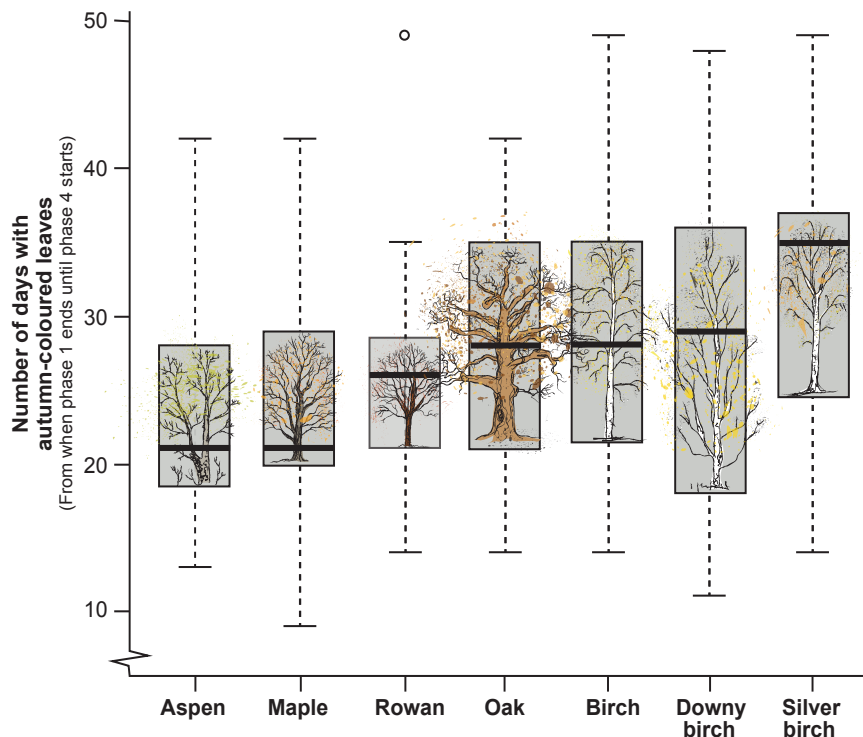 Number of days with
autumn-coloured leaves
(From when phase 1 ends until phase 4 starts)
50
40
30
20
10
Aspen
Maple
Rowan
Oak
Birch
Downy
birch
Silver
birch